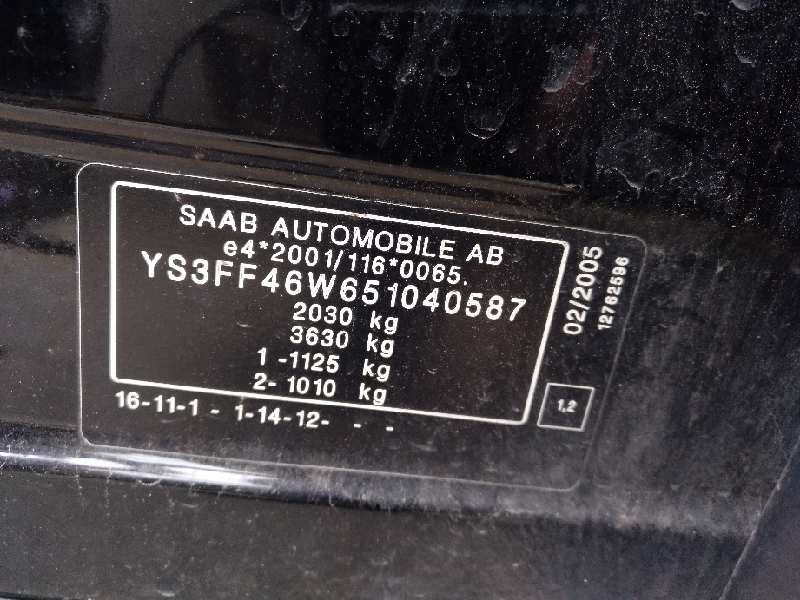 SAAB AUTOMOBILE AB
e4*2001/116*0065.
YS3FF46W651040587
2030 kg
3630 kg
1 -1125 kg
2- 1010 kg
16-11-1 - 1-14-12- - -
02/2005
12762596
1,2